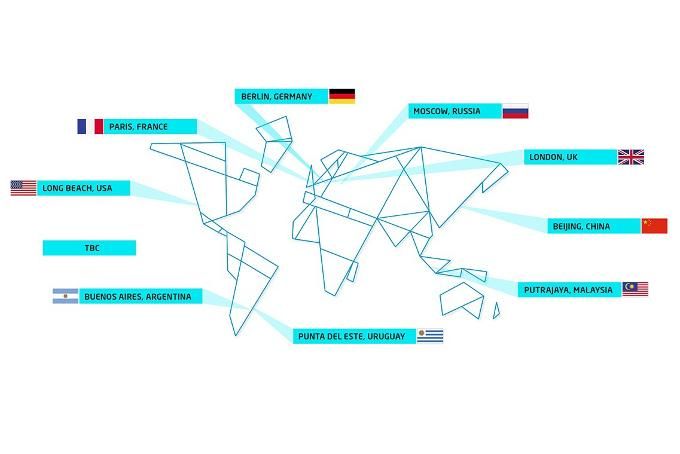 BERLIN, GERMANY
MOSCOW, RUSSIA
PARIS, FRANCE
LONDON, UK
LONG BEACH, USA
BEIJING, CHINA
TBC
PUTRAJAYA, MALAYSIA
BUENOS AIRES, ARGENTINA
PUNTA DEL ESTE, URUGUAY